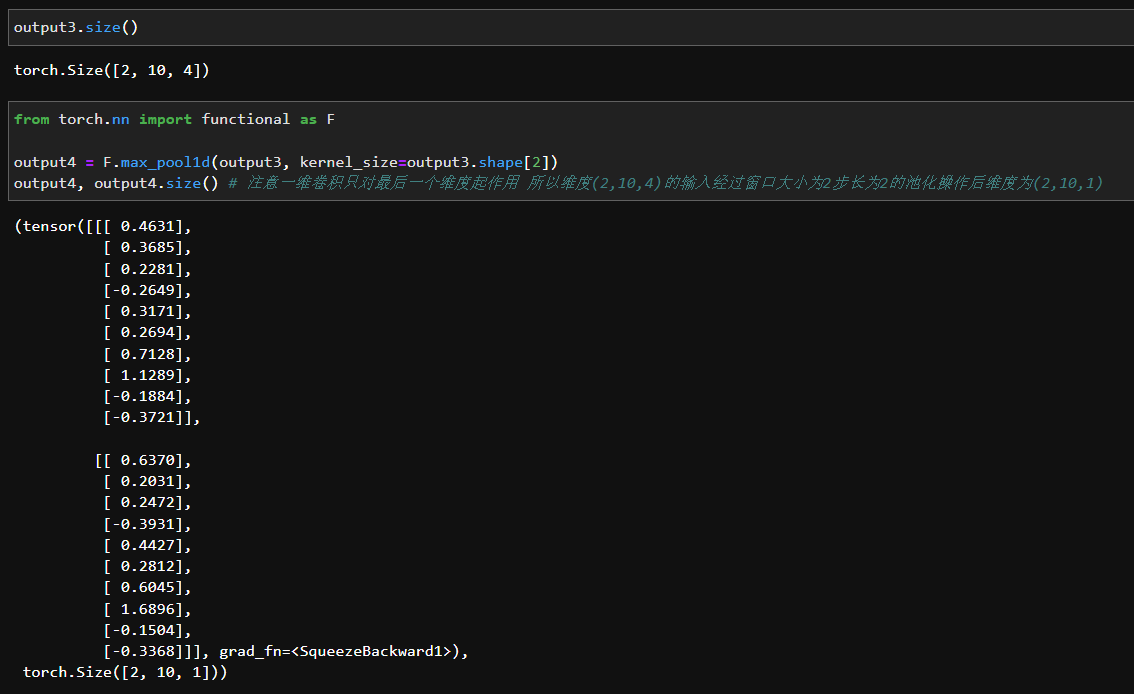 output3.size()
torch.Size([2, 10, 4])
from torch.nn import functional as F
output4 = F.max_pool1d(output3, kernel_size=output3.shape[2])
output4, output4.size() # 注意一维卷积只对最后一个维度起作用 所以维度(2,10,4)的输入经过窗口大小为2步长为2的池化操作后维度为(2,10,1)
(tensor([[[ 0.4631],
[ 0.3685],
[ 0.2281],
[-0.2649],
[ 0.3171],
[ 0.2694],
[ 0.7128],
[ 1.1289],
[-0.1884],
[-0.3721]],
[[ 0.6370],
[ 0.2031],
[ 0.2472],
[-0.3931],
[ 0.4427],
[ 0.2812],
[ 0.6045],
[ 1.6896],
[-0.1504],
[-0.3368]]], grad_fn=<SqueezeBackward1>),
torch.Size([2, 10, 1]))